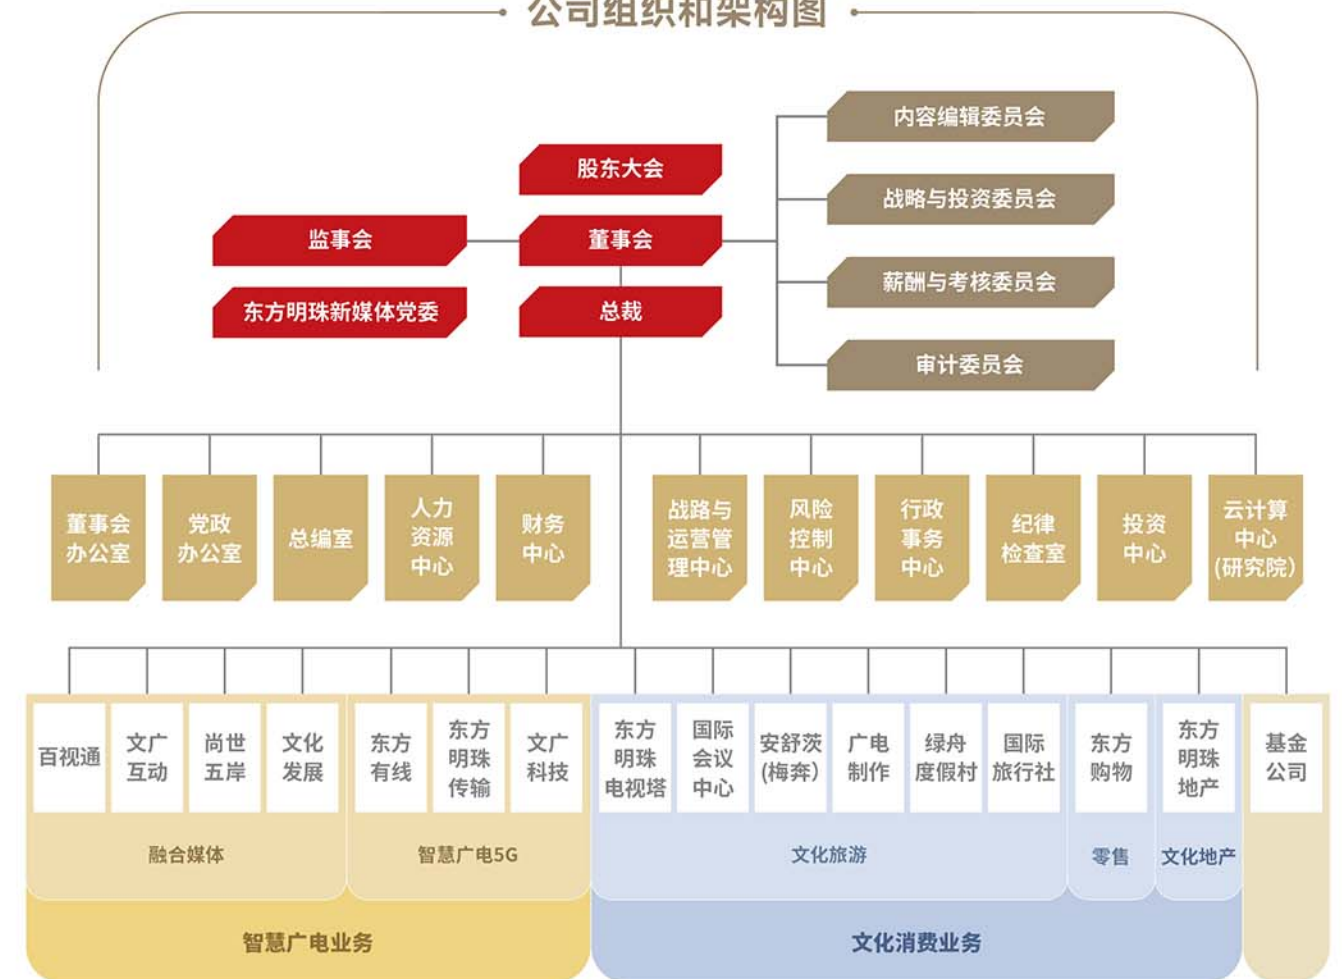 公司组织和架构图
内容编辑委员会
股东大会
战略与投资委员会
监事会
董事会
薪酬与考核委员会
东方明珠新媒体党委
总裁
审计委员会
董事会
办公室
党政
办公室
总编室
人力
资源
中心
财务
中心
战路与
运营管
理中心
风险
控制
中心
行政
事务
中心
纪律
检查室
投资
中心
云计算
中心
(研究院）
百视通
文广
互动
尚世
五岸
文化
发展
东方
有线
东方
明珠
传输
文广
科技
东方
明珠
电视塔
国际
会议
中心
安舒茨
(梅奔）
广电
制作
绿舟
度假村
国际
旅行社
东方
购物
东方
明珠
地产
基金
公司
融合媒体
智慧广电5G
文化旅游
零售
文化地产
智慧广电业务
文化消费业务